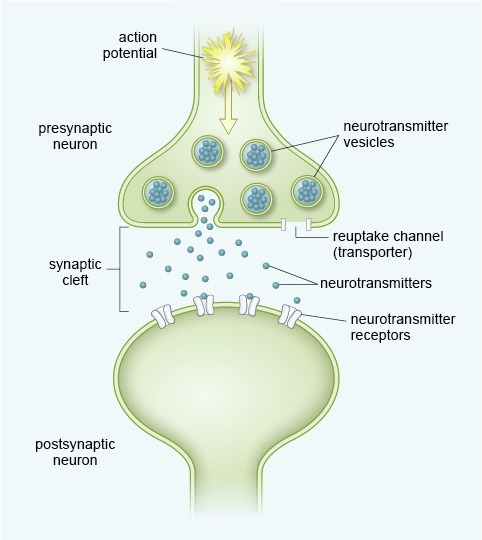 action
potential
presynaptic
neuron
neurotransmitter
vesicles
reuptake channel
(transporter)
synaptic
cleft
neurotransmitters
neurotransmitter
receptors
postsynaptic
neuron